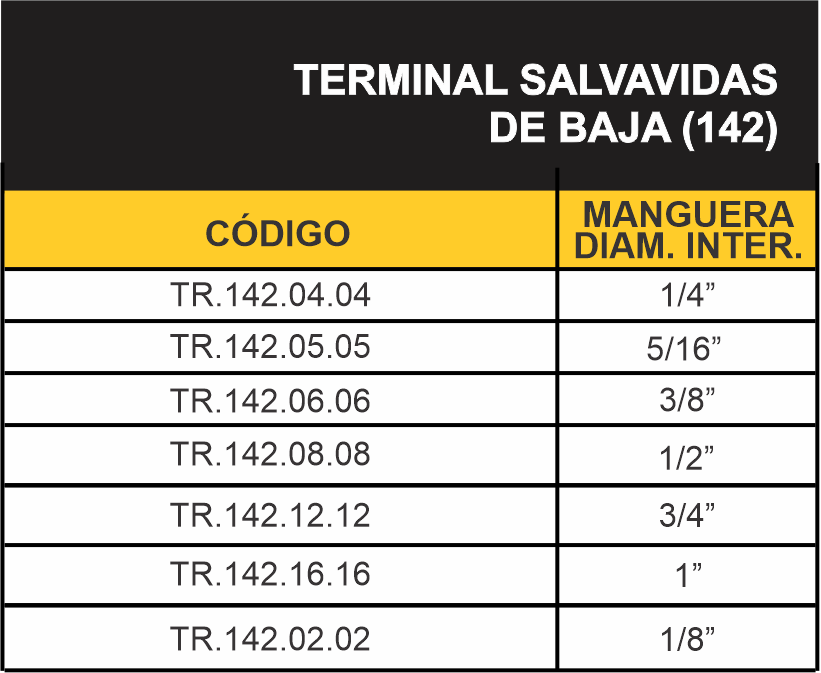 TERMINAL SALVAVIDAS
DE BAJA (142)
CÓDIGO
MANGUERA
DIAM. INTER.
TR.142.04.04 1/4”
TR.142.05.05 5/16”
TR.142.06.06 3/8”
TR.142.08.08 1/2”
TR.142.12.12 3/4”
TR.142.16.16 1”
TR.142.02.02 1/8”